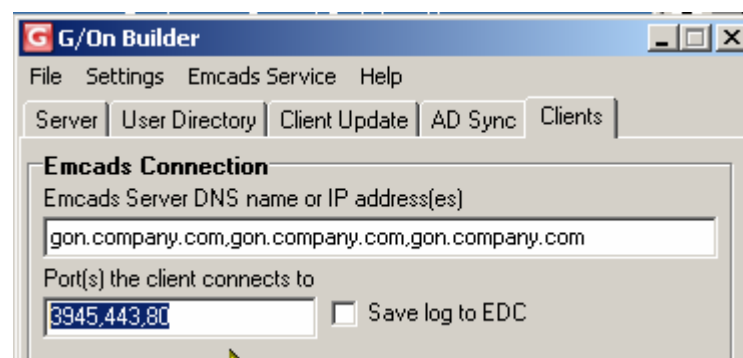 G G/On Builder
File Settings Emcads Service Help
Server User Directory Client Update AD Sync Clients
Emcads Connection
Emcads Server DNS name or IP address(es)
gon.company.com,gon.company.com,gon.company.com
Port(s) the client connects to
3945,443,80 Save log to EDC